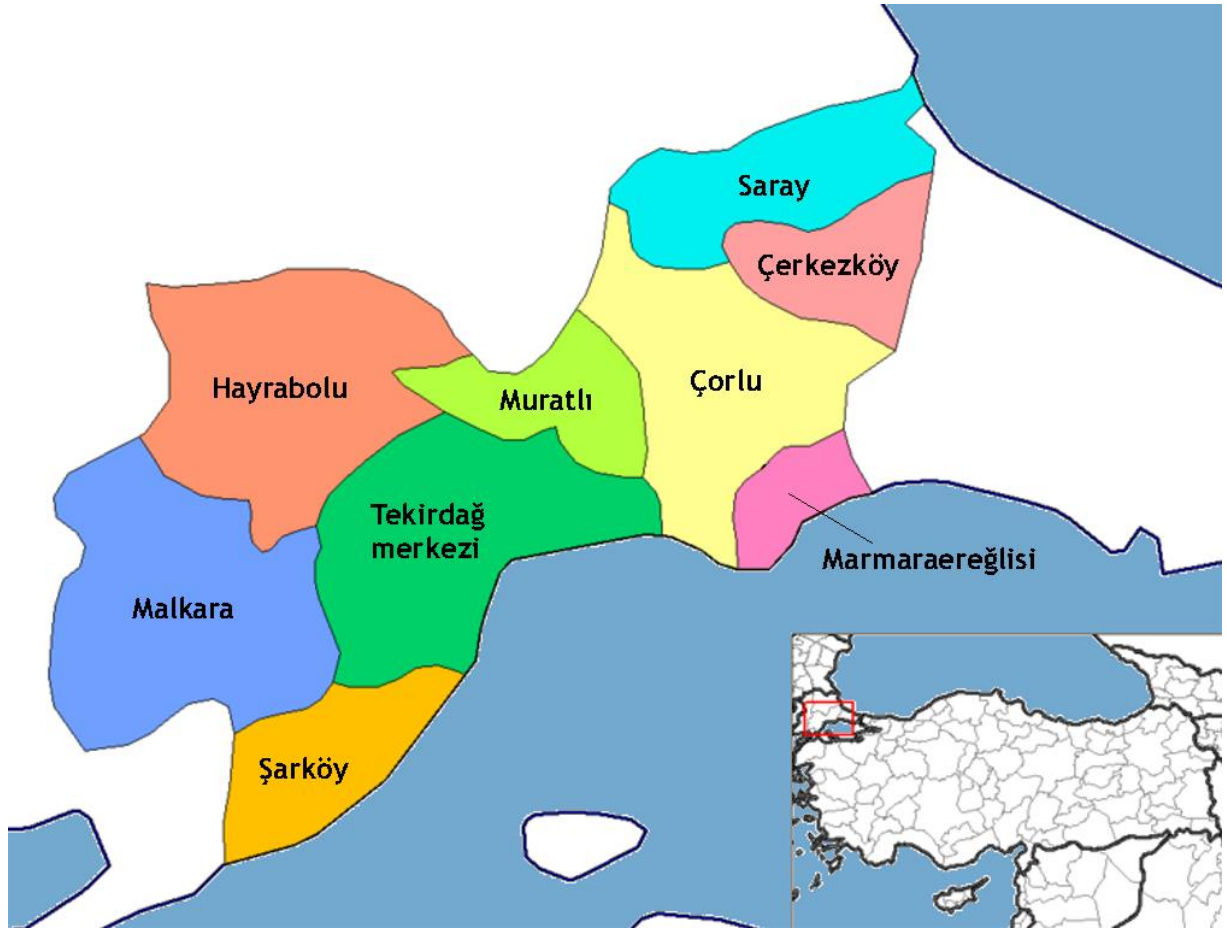 Saray
Çerkezköy
Hayrabolu
Muratlı
Çorlu
Tekirdağ
merkezi
Marmaraereğlisi
Malkara
Şarköy